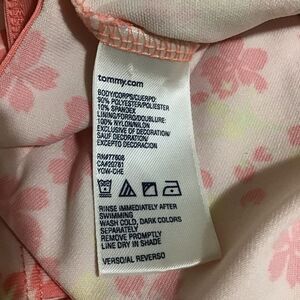 tommy.com
BODY/CORPS/CUERPO:
90% POLYESTER/POLIESTER
10% SPANDEX
LINING/FORRO/DOUBLURE:
100% NYLON/NILON
EXCLUSIVE OF DECORATION/
SAUF DECORATION/
EXCEPTO DECORACION
RN#77806
CA#20781
YGW-CHE
RINSE IMMEDIATELY AFTER
SWIMMING
WASH COLD, DARK COLORS
SEPARATELY
REMOVE PROMPTLY
LINE DRY IN SHADE
VERSO/AL REVERSO